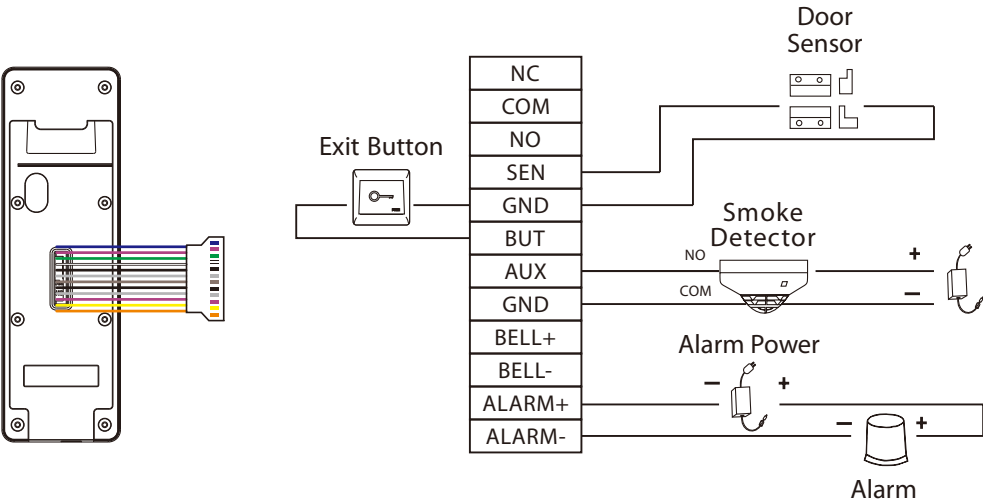 Door
Sensor
NC
COM
NO
Exit Button
SEN
GND
BUT
Smoke
Detector
NO
AUX
+
COM
GND
–
BELL+
BELL-
Alarm Power
– +
ALARM+
ALARM-
– +
Alarm